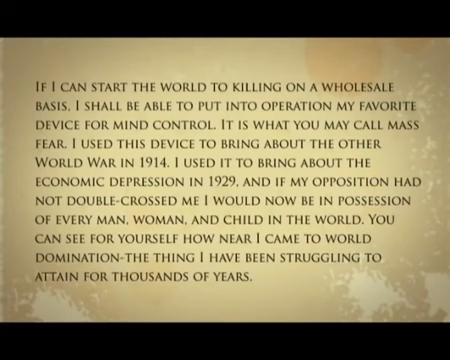 If I can start the world to killing on a wholesale
basis, I shall be able to put into operation my favorite
device for mind control. It is what you may call mass
fear. I used this device to bring about the other
World War in 1914. I used it to bring about the
economic depression in 1929, and if my opposition had
not double-crossed me I would now be in possession
of every man, woman, and child in the world. You
can see for yourself how near I came to world
domination-the thing I have been struggling to
attain for thousands of years.